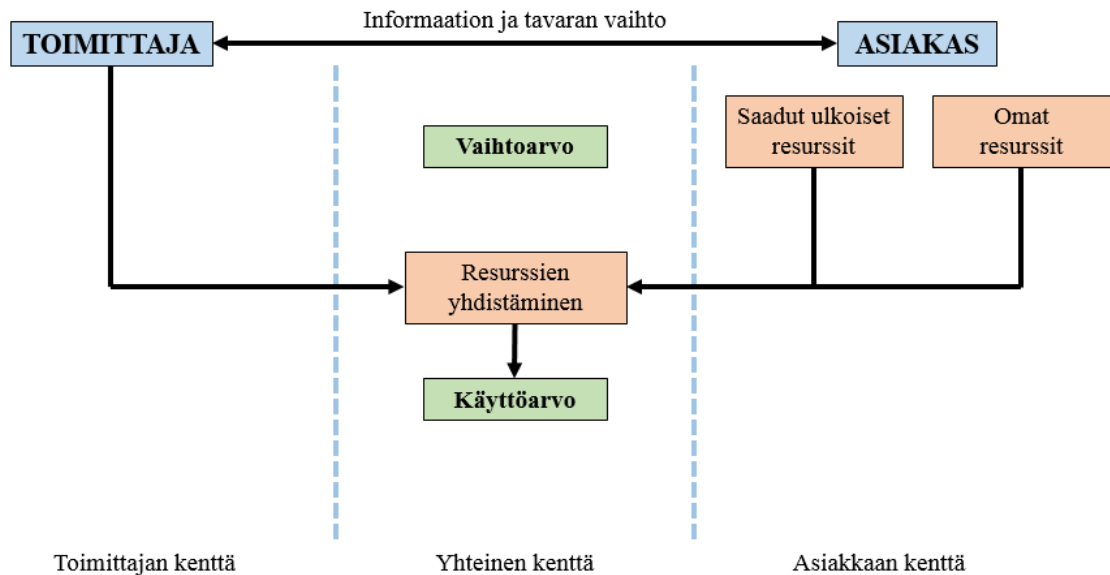 Informaation ja tavaran vaihto
TOIMITTAJA
ASIAKAS
Saadut ulkoiset
resurssit
Omat
resurssit
Vaihtoarvo
Resurssien
yhdistäminen
Käyttöarvo
Toimittajan kenttä
Yhteinen kenttä
Asiakkaan kenttä